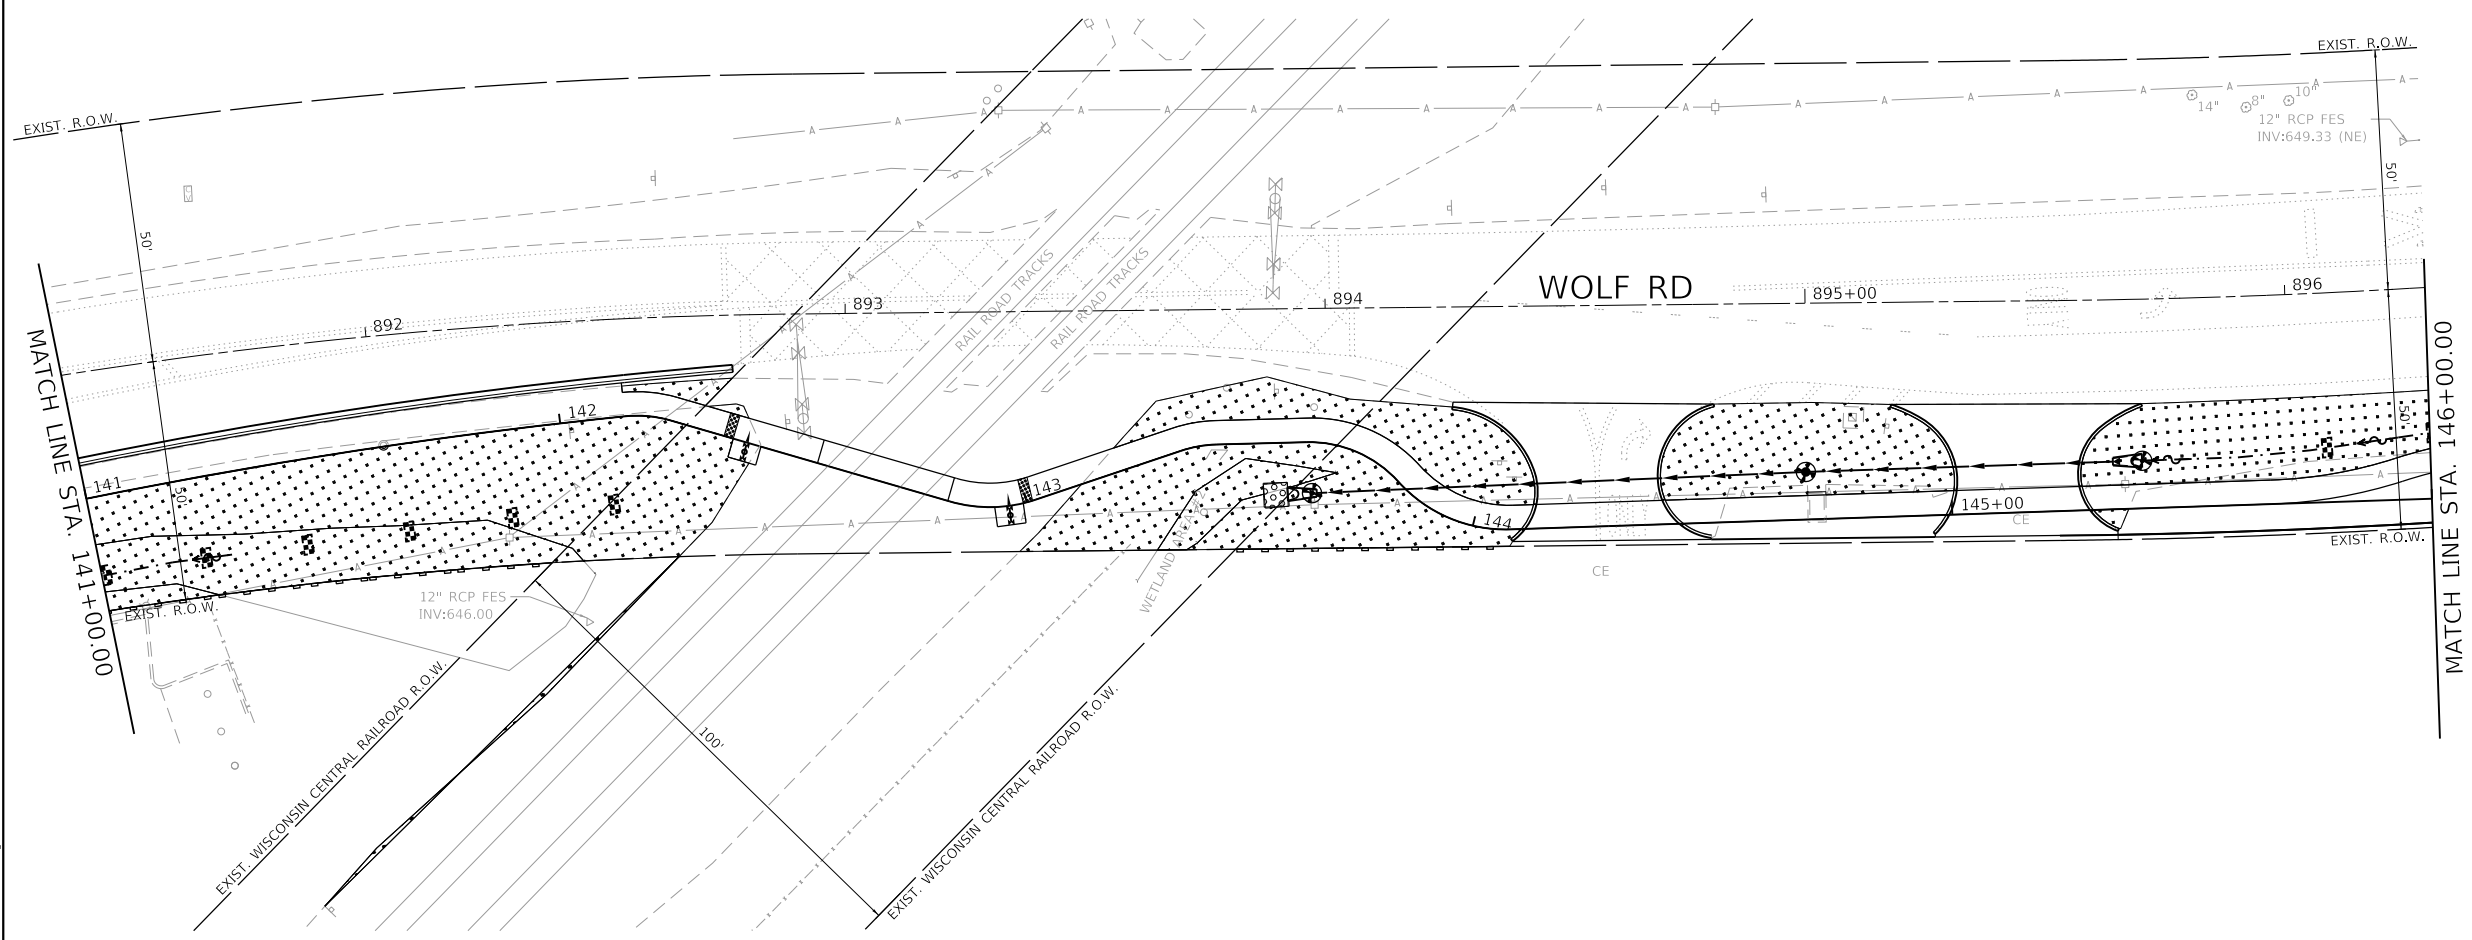 EXIST. R.O.W.
EXIST. R.O.W.
14"
8"
10"
12" RCP FES
INV:649.33 (NE)
50'
50'
WOLF RD
892
893
894
895+00
896
RAIL ROAD TRACKS
RAIL ROAD TRACKS
MATCH LINE STA. 141+00.00
MATCH LINE STA. 146+00.00
141
142
143
144
145+00
50'
50'
CE
CE
EXIST. R.O.W.
EXIST. R.O.W.
12" RCP FES
INV:646.00
EXIST. WISCONSIN CENTRAL RAILROAD R.O.W.
100'
EXIST. WISCONSIN CENTRAL RAILROAD R.O.W.